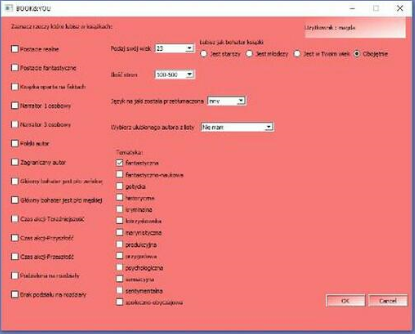 BOOK&YOU
Zaznacz rzeczy które lubisz w książkach:
Użytkownik : magda
Lubisz jak bohater książki
Postacie realne
Podaj swój wiek 23
Jest starszy
Jest młodszy
Jest w Twoim wieku
Obojętnie
Postacie fantastyczne
Ilość stron 100-500
Książka oparta na faktach
Narrator 1 osobowy
Język na jaki została przetłumaczona inny
Narrator 3 osobowy
Wybierz ulubionego autora z listy Nie mam
Polski autor
Tematyka:
Zagraniczny autor
fantastyczna
fantastyczno-naukowa
Główny bohater jest płci żeńskiej
gotycka
Główny bohater jest płci męskiej
historyczna
kryminalna
Czas akcji-Teraźniejszość
łotrzykowska
marynistyczna
Czas akcji-Przyszłość
produkcyjna
przygodowa
Czas akcji-Przeszłość
psychologiczna
Podzielona na rozdziały
sensacyjna
sentymentalna
Brak podziału na rozdziały
społeczno-obyczajowa
OK
Cancel